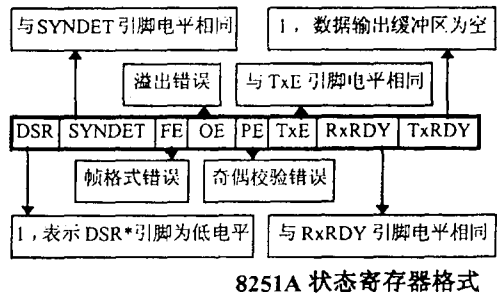 与SYNDET引脚电平相同
1，数据输出缓冲区为空
溢出错误
与TxE引脚电平相同
DSR SYNDET FE OE PE TxE RxRDY TxRDY
帧格式错误
奇偶校验错误
1，表示DSR*引脚为低电平
与RxRDY引脚电平相同
8251A 状态寄存器格式